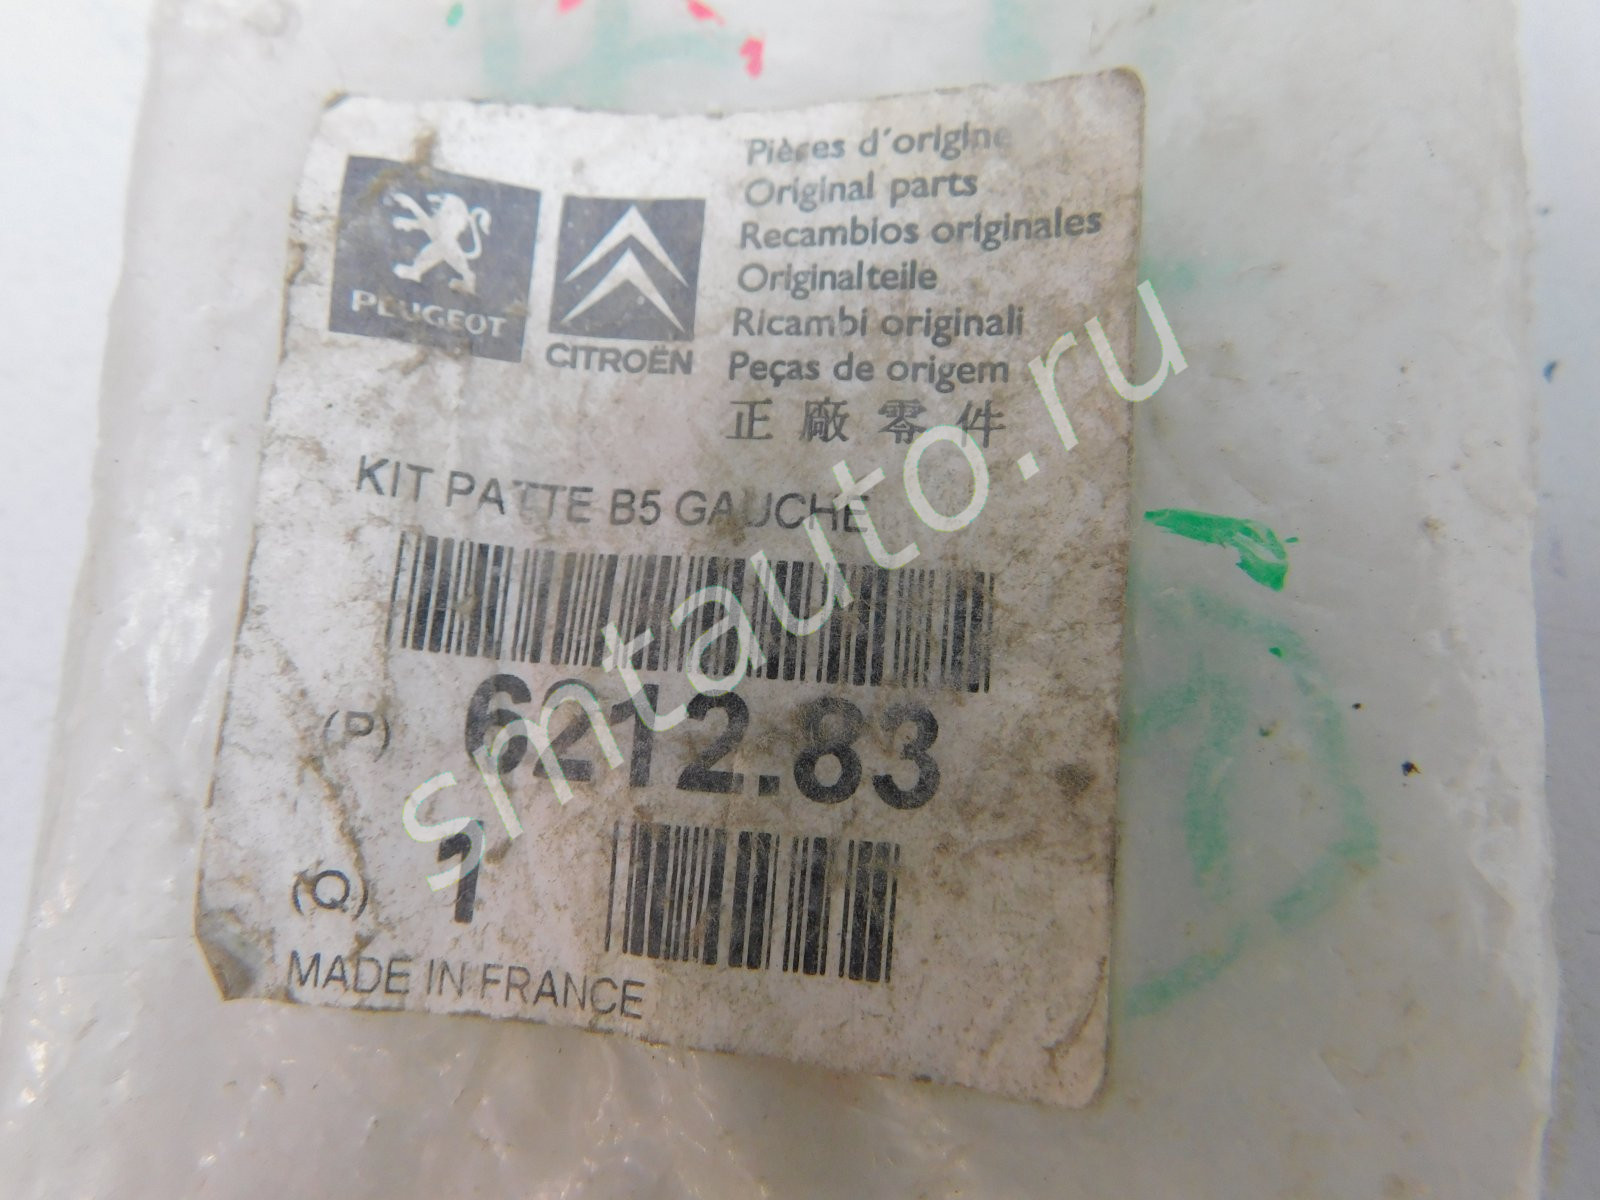 PEUGEOT
CITROËN
Pièces d'origine
Original parts
Recambios originales
Originalteile
Ricambi originali
Peças de origem
正廠零件
KIT PATTE B5 GAUCHE
(P) 6212.83
(Q) 1
MADE IN FRANCE
smtauto.ru